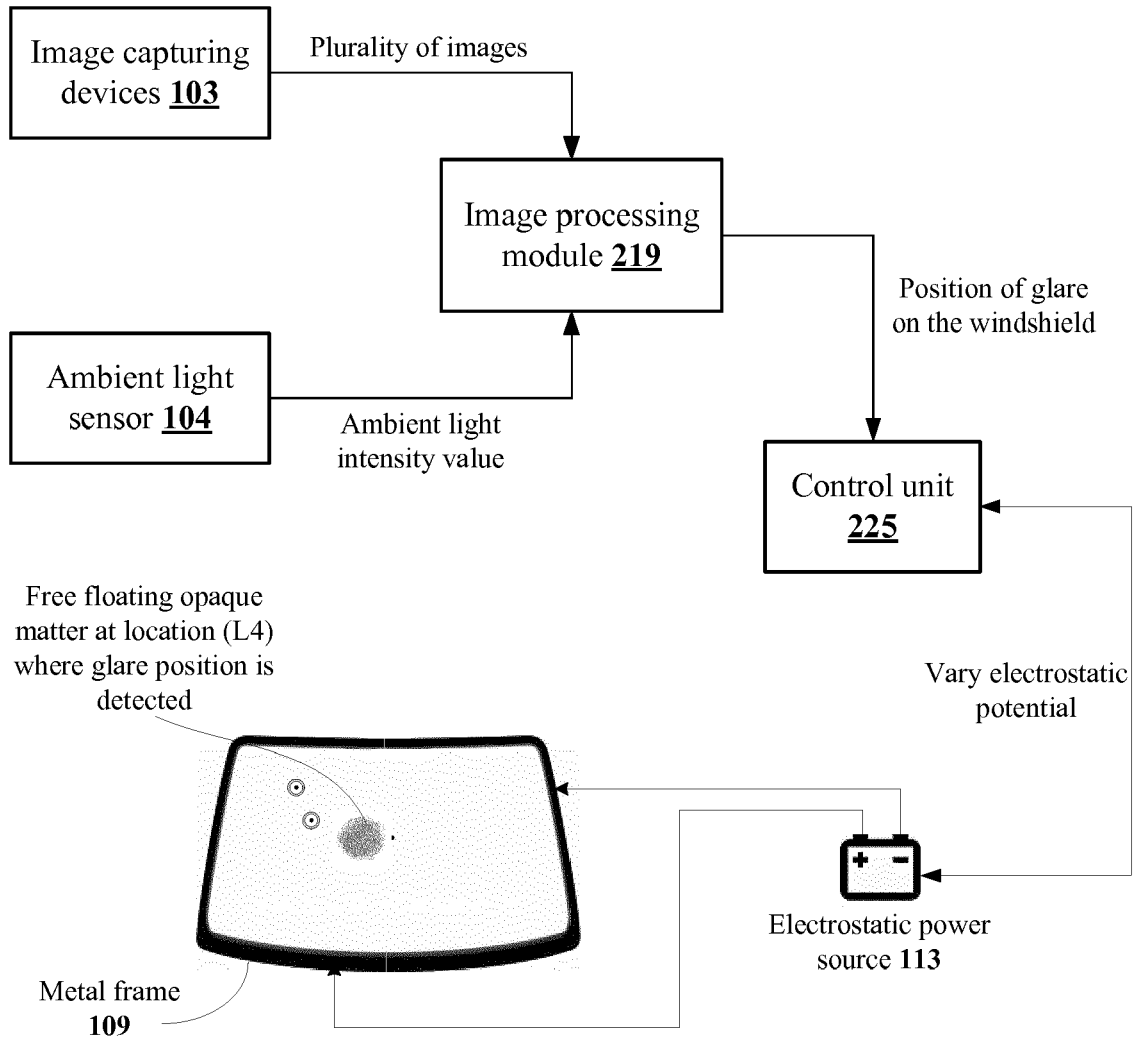 Image capturing
devices 103
Plurality of images
Image processing
module 219
Position of glare
on the windshield
Ambient light
sensor 104
Ambient light
intensity value
Control unit
225
Free floating opaque
matter at location (L4)
where glare position is
detected
Vary electrostatic
potential
+ −
Electrostatic power
source 113
Metal frame
109